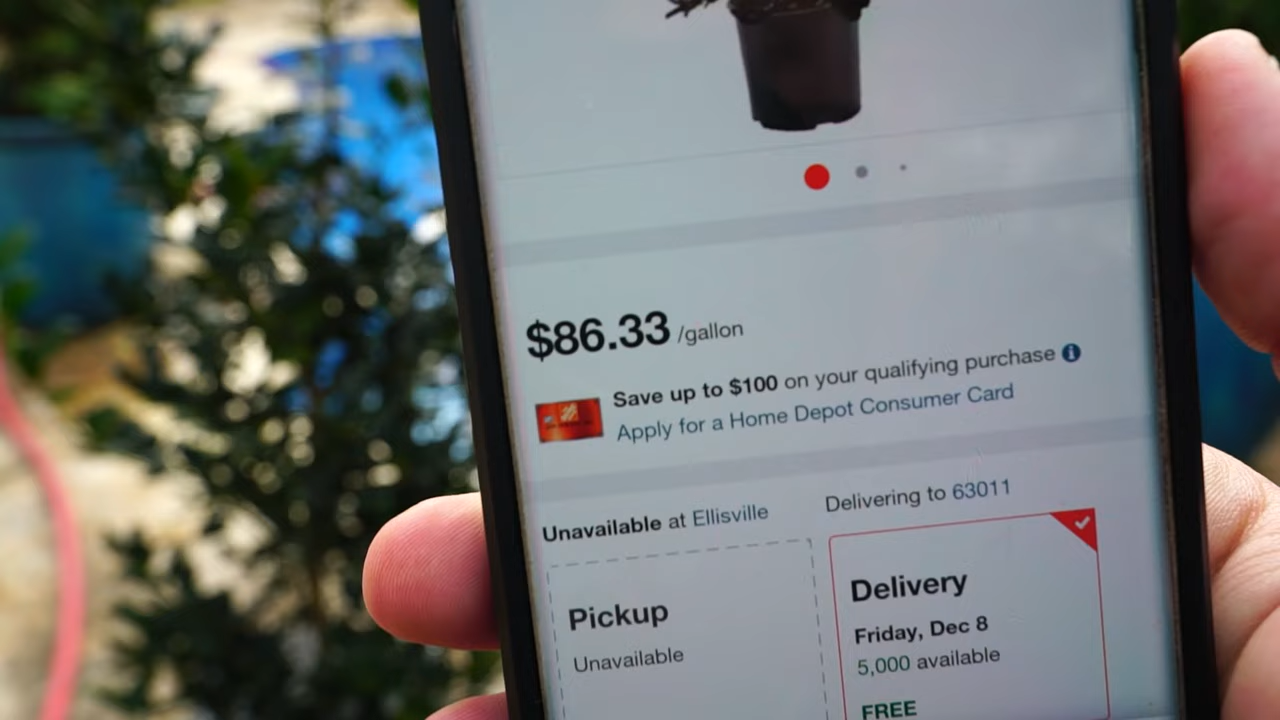 $86.33 /gallon
Save up to $100 on your qualifying purchase
Apply for a Home Depot Consumer Card
Unavailable at Ellisville
Delivering to 63011
Pickup
Unavailable
Delivery
Friday, Dec 8
5,000 available
FREE